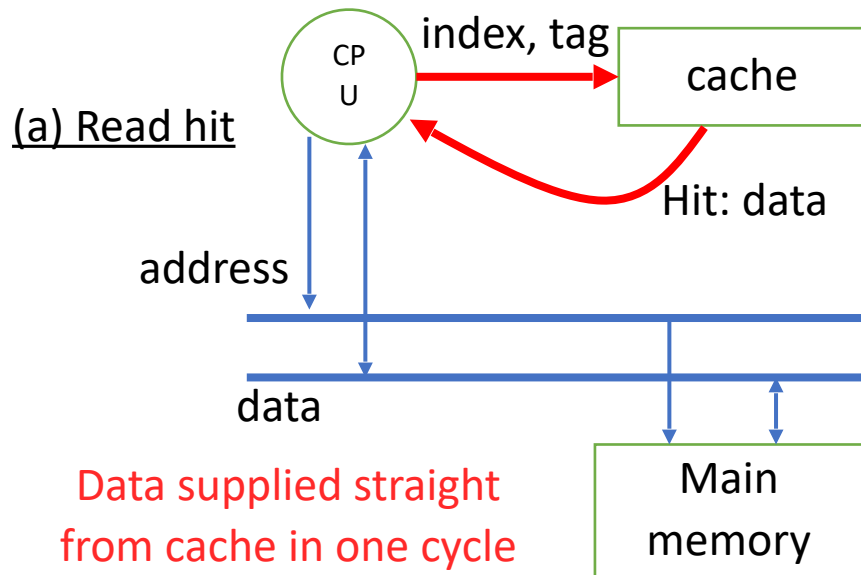 index, tag
CP
U
cache
(a) Read hit
Hit: data
address
data
Data supplied straight
from cache in one cycle
Main
memory